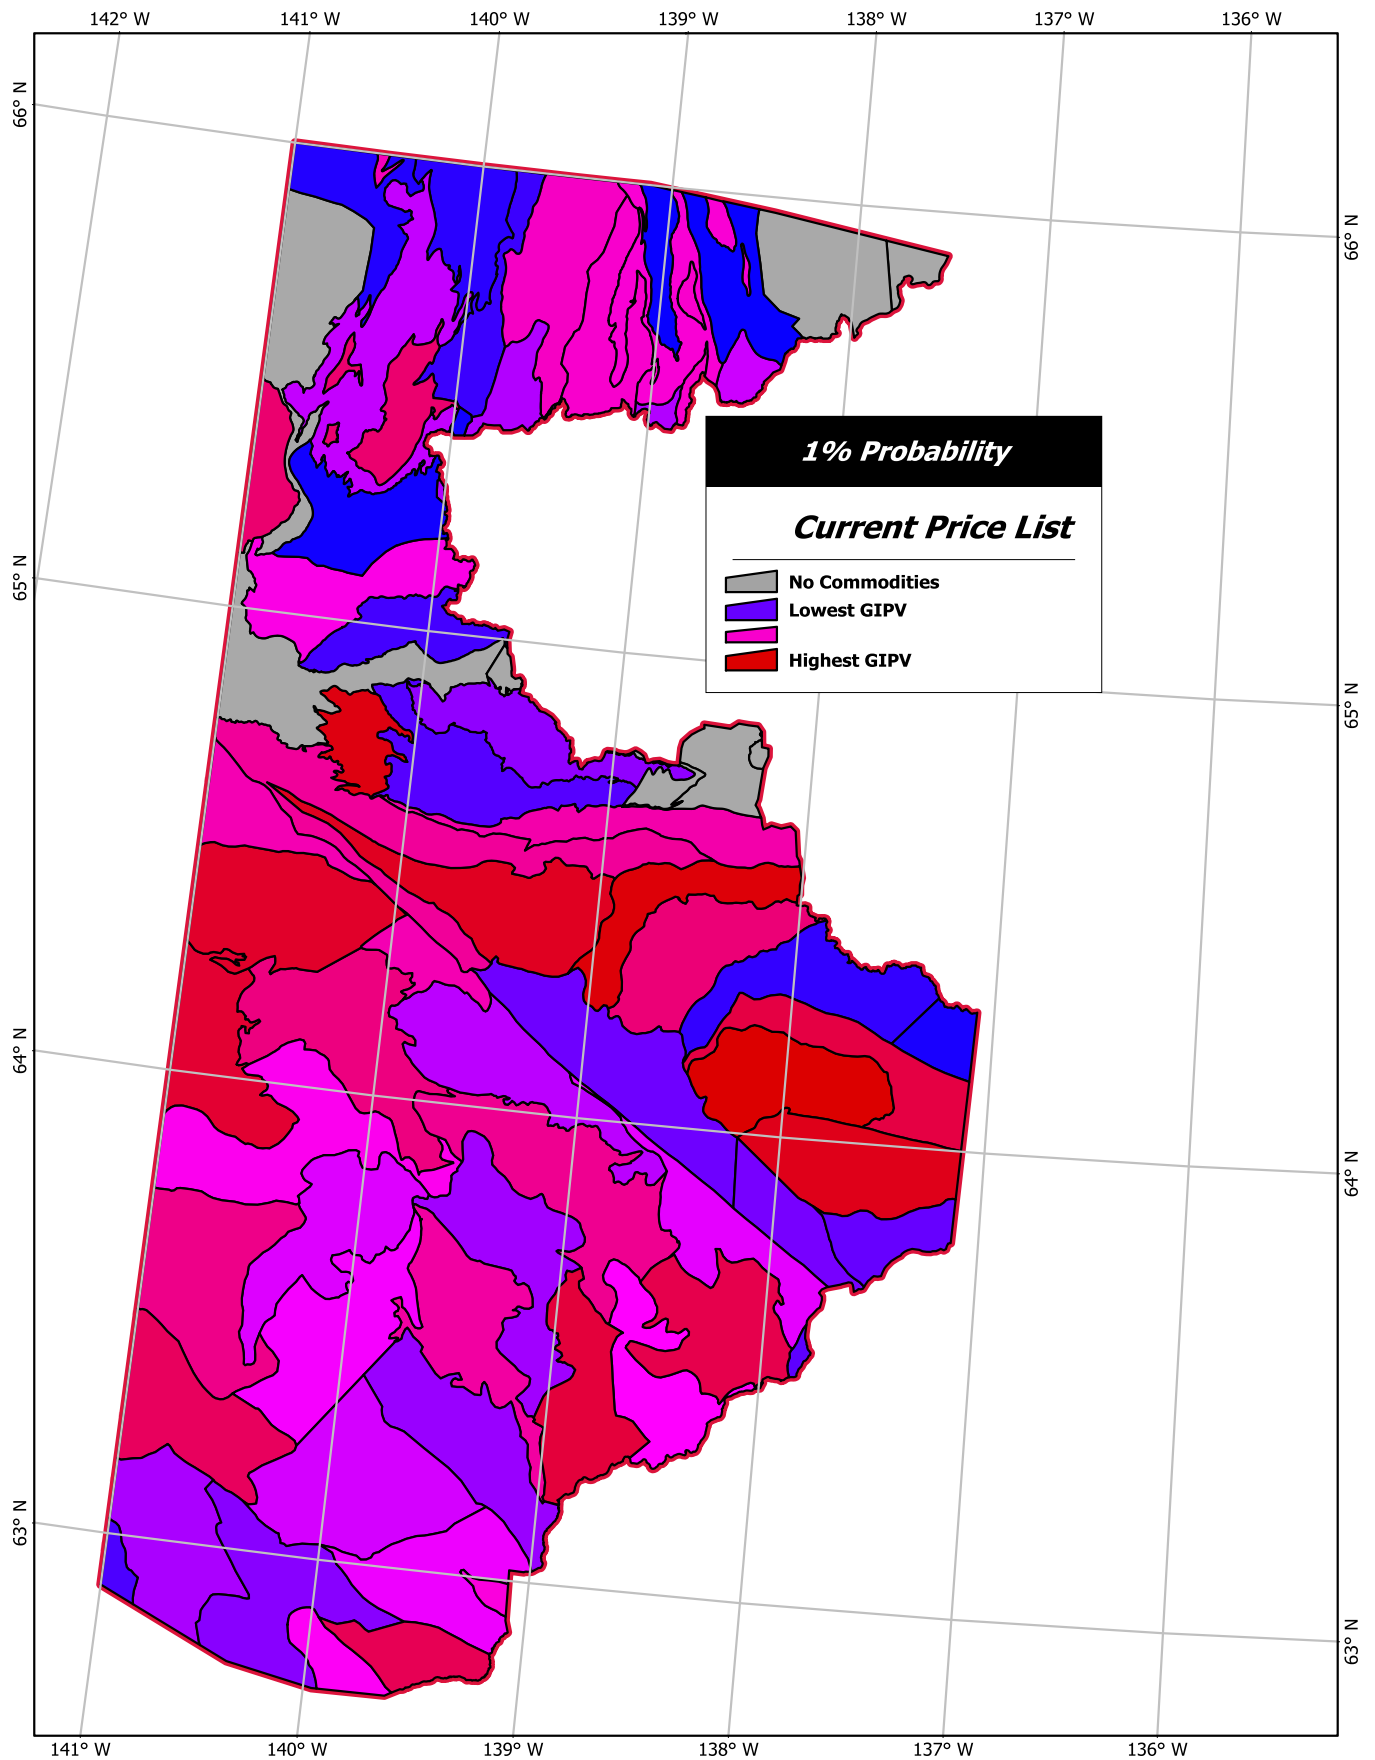 142° W 141° W 140° W 139° W 138° W 137° W 136° W
66° N
66° N
1% Probability
Current Price List
No Commodities
Lowest GIPV
Highest GIPV
65° N
65° N
64° N
64° N
63° N
63° N
141° W 140° W 139° W 138° W 137° W 136° W